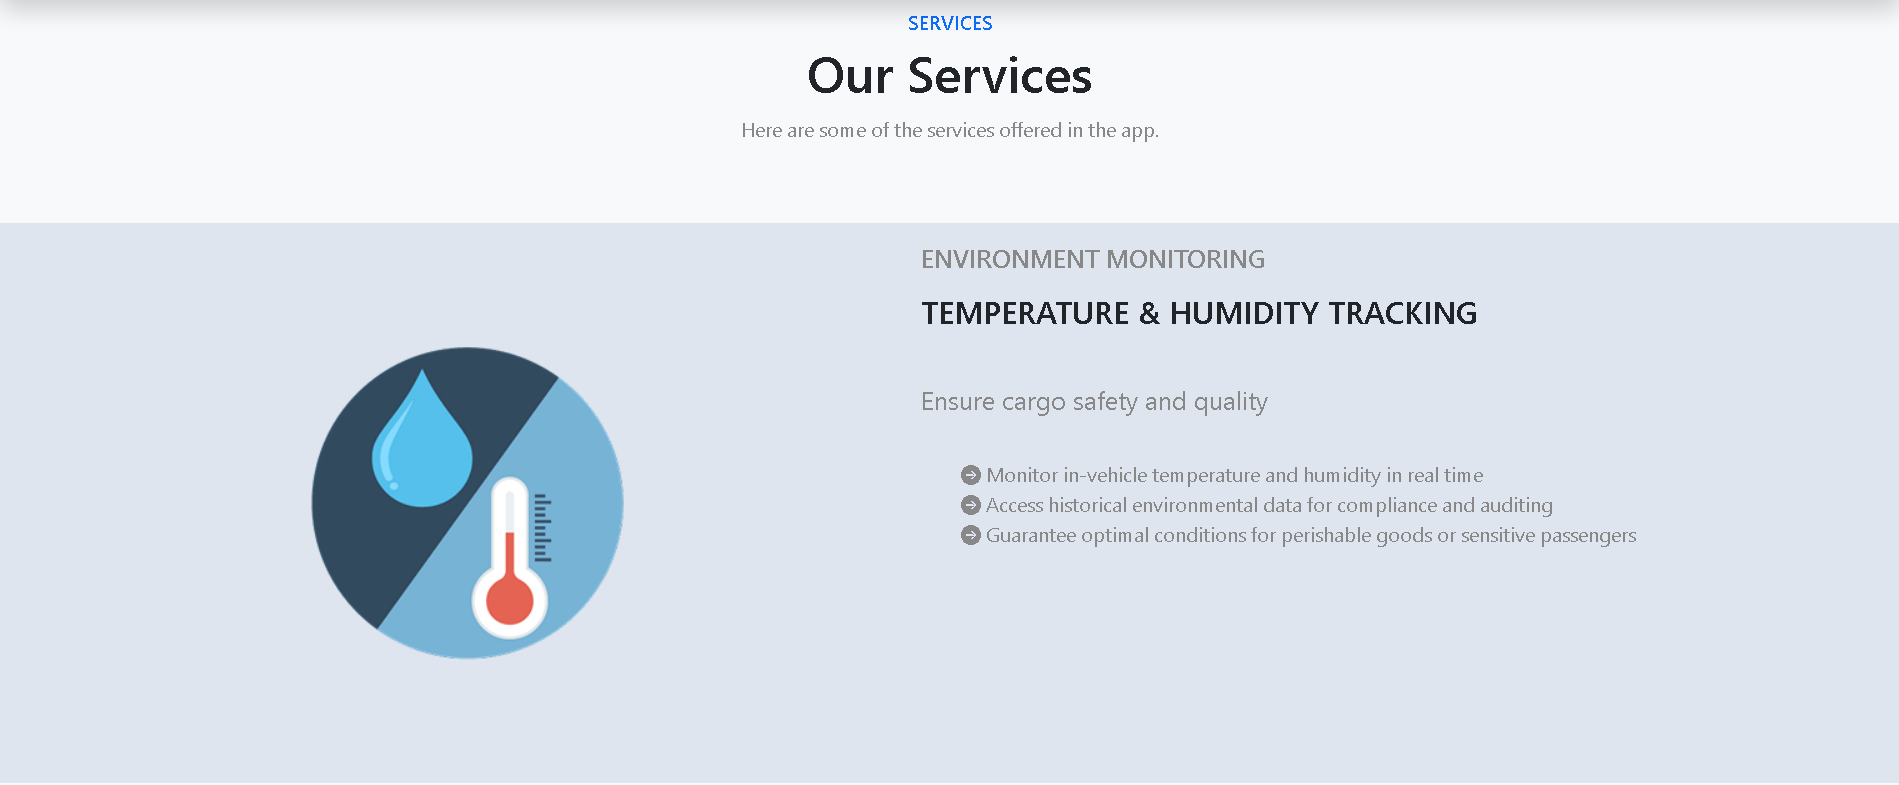 SERVICES
Our Services
Here are some of the services offered in the app.
ENVIRONMENT MONITORING
TEMPERATURE & HUMIDITY TRACKING
Ensure cargo safety and quality
Monitor in-vehicle temperature and humidity in real time
Access historical environmental data for compliance and auditing
Guarantee optimal conditions for perishable goods or sensitive passengers